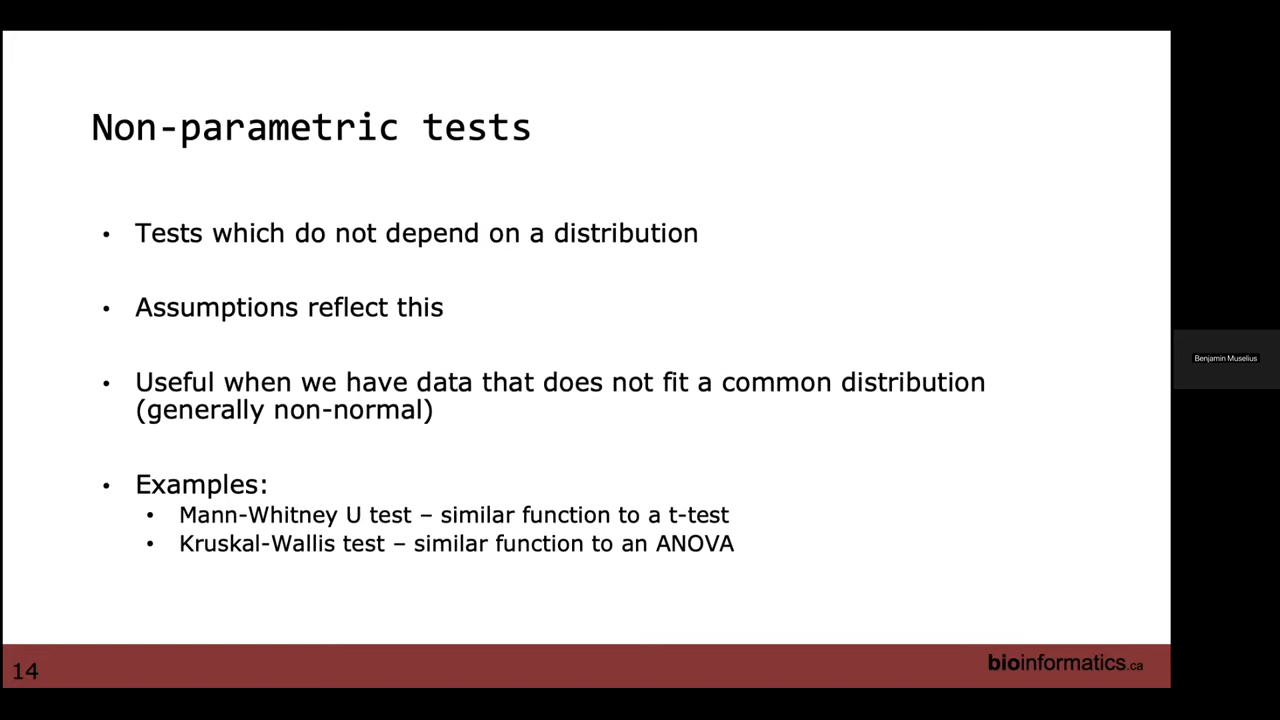 Non-parametric tests
• Tests which do not depend on a distribution
• Assumptions reflect this
• Useful when we have data that does not fit a common distribution
(generally non-normal)
• Examples:
• Mann-Whitney U test – similar function to a t-test
• Kruskal-Wallis test – similar function to an ANOVA
Benjamin Muselius
14
bioinformatics.ca